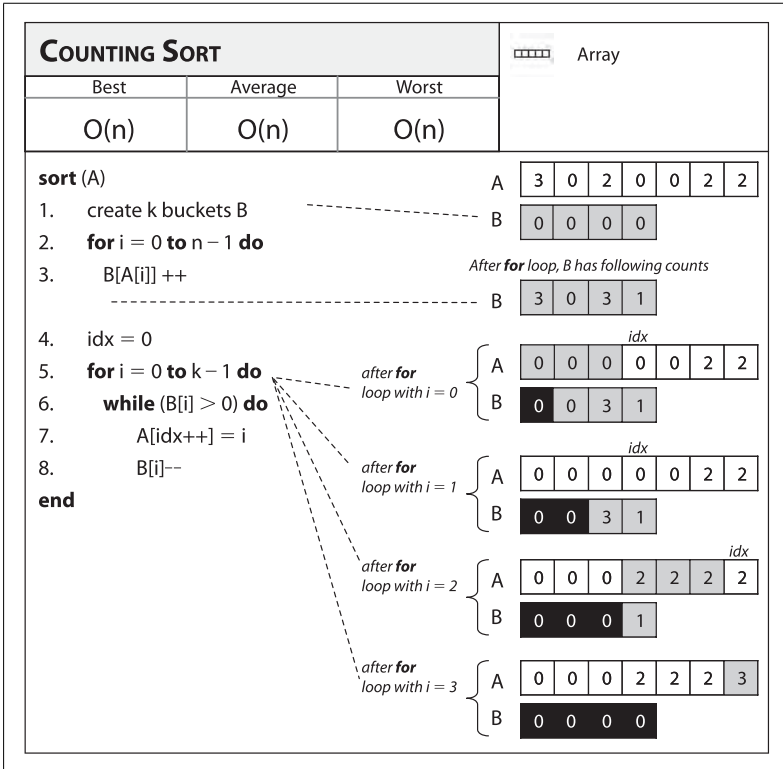 COUNTING SORT
Array
Best Average Worst
O(n) O(n) O(n)
sort (A)
1. create k buckets B
2. for i = 0 to n – 1 do
3. B[A[i]] ++
4. idx = 0
5. for i = 0 to k – 1 do
6. while (B[i] > 0) do
7. A[idx++] = i
8. B[i]--
end
A 3 0 2 0 0 2 2
B 0 0 0 0
After for loop, B has following counts
B 3 0 3 1
idx
after for
loop with i = 0
A 0 0 0 0 0 2 2
B 0 0 3 1
idx
after for
loop with i = 1
A 0 0 0 0 0 2 2
B 0 0 3 1
idx
after for
loop with i = 2
A 0 0 0 2 2 2 2
B 0 0 0 1
after for
loop with i = 3
A 0 0 0 2 2 2 3
B 0 0 0 0